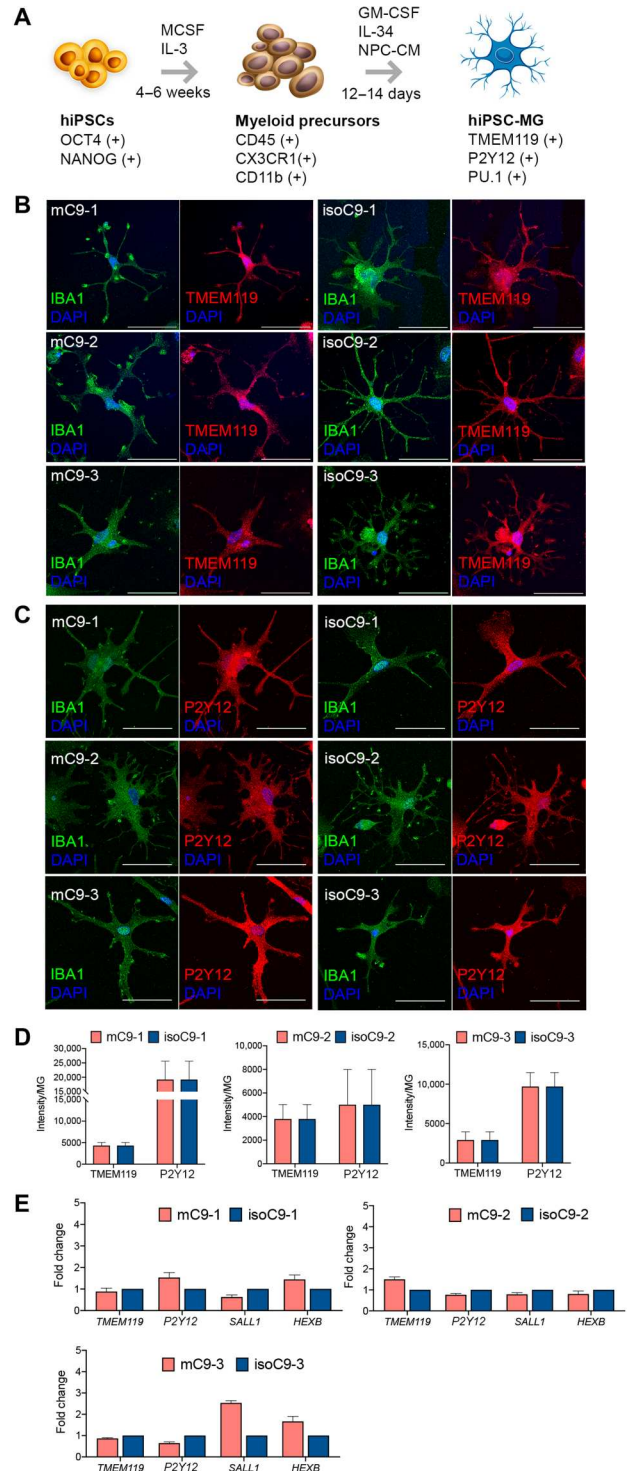 A
MCSF
IL-3
4–6 weeks
GM-CSF
IL-34
NPC-CM
12–14 days
hiPSCs
OCT4 (+)
NANOG (+)
Myeloid precursors
CD45 (+)
CX3CR1(+)
CD11b (+)
hiPSC-MG
TMEM119 (+)
P2Y12 (+)
PU.1 (+)
B
mC9-1
IBA1
DAPI
TMEM119
DAPI
isoC9-1
IBA1
DAPI
TMEM119
DAPI
mC9-2
IBA1
DAPI
TMEM119
DAPI
isoC9-2
IBA1
DAPI
TMEM119
DAPI
mC9-3
IBA1
DAPI
TMEM119
DAPI
isoC9-3
IBA1
DAPI
TMEM119
DAPI
C
mC9-1
IBA1
DAPI
P2Y12
DAPI
isoC9-1
IBA1
DAPI
P2Y12
DAPI
mC9-2
IBA1
DAPI
P2Y12
DAPI
isoC9-2
IBA1
DAPI
P2Y12
DAPI
mC9-3
IBA1
DAPI
P2Y12
DAPI
isoC9-3
IBA1
DAPI
P2Y12
DAPI
D
mC9-1 isoC9-1
Intensity/MG
30,000
25,000
20,000
15,000
15,000
10,000
5000
0
TMEM119 P2Y12
mC9-2 isoC9-2
Intensity/MG
10,000
8000
6000
4000
2000
0
TMEM119 P2Y12
mC9-3 isoC9-3
Intensity/MG
15,000
10,000
5000
0
TMEM119 P2Y12
E
mC9-1 isoC9-1
Fold change
5
4
3
2
1
0
TMEM119 P2Y12 SALL1 HEXB
mC9-2 isoC9-2
Fold change
5
4
3
2
1
0
TMEM119 P2Y12 SALL1 HEXB
mC9-3 isoC9-3
Fold change
5
4
3
2
1
0
TMEM119 P2Y12 SALL1 HEXB